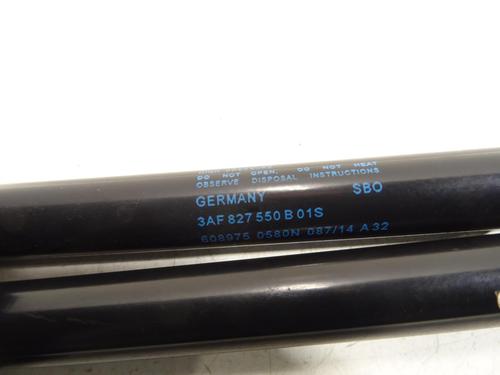 DO NOT OPEN. DO NOT HEAT
OBSERVE DISPOSAL INSTRUCTIONS
GERMANY SBO
3AF 827 550 B 01S
608975 0580N 087/14 A 32